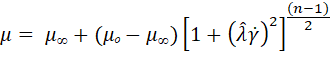 μ = μ∞ + (μₒ − μ∞) [1 + (λ̂γ̇)²]^((n−1)/2)